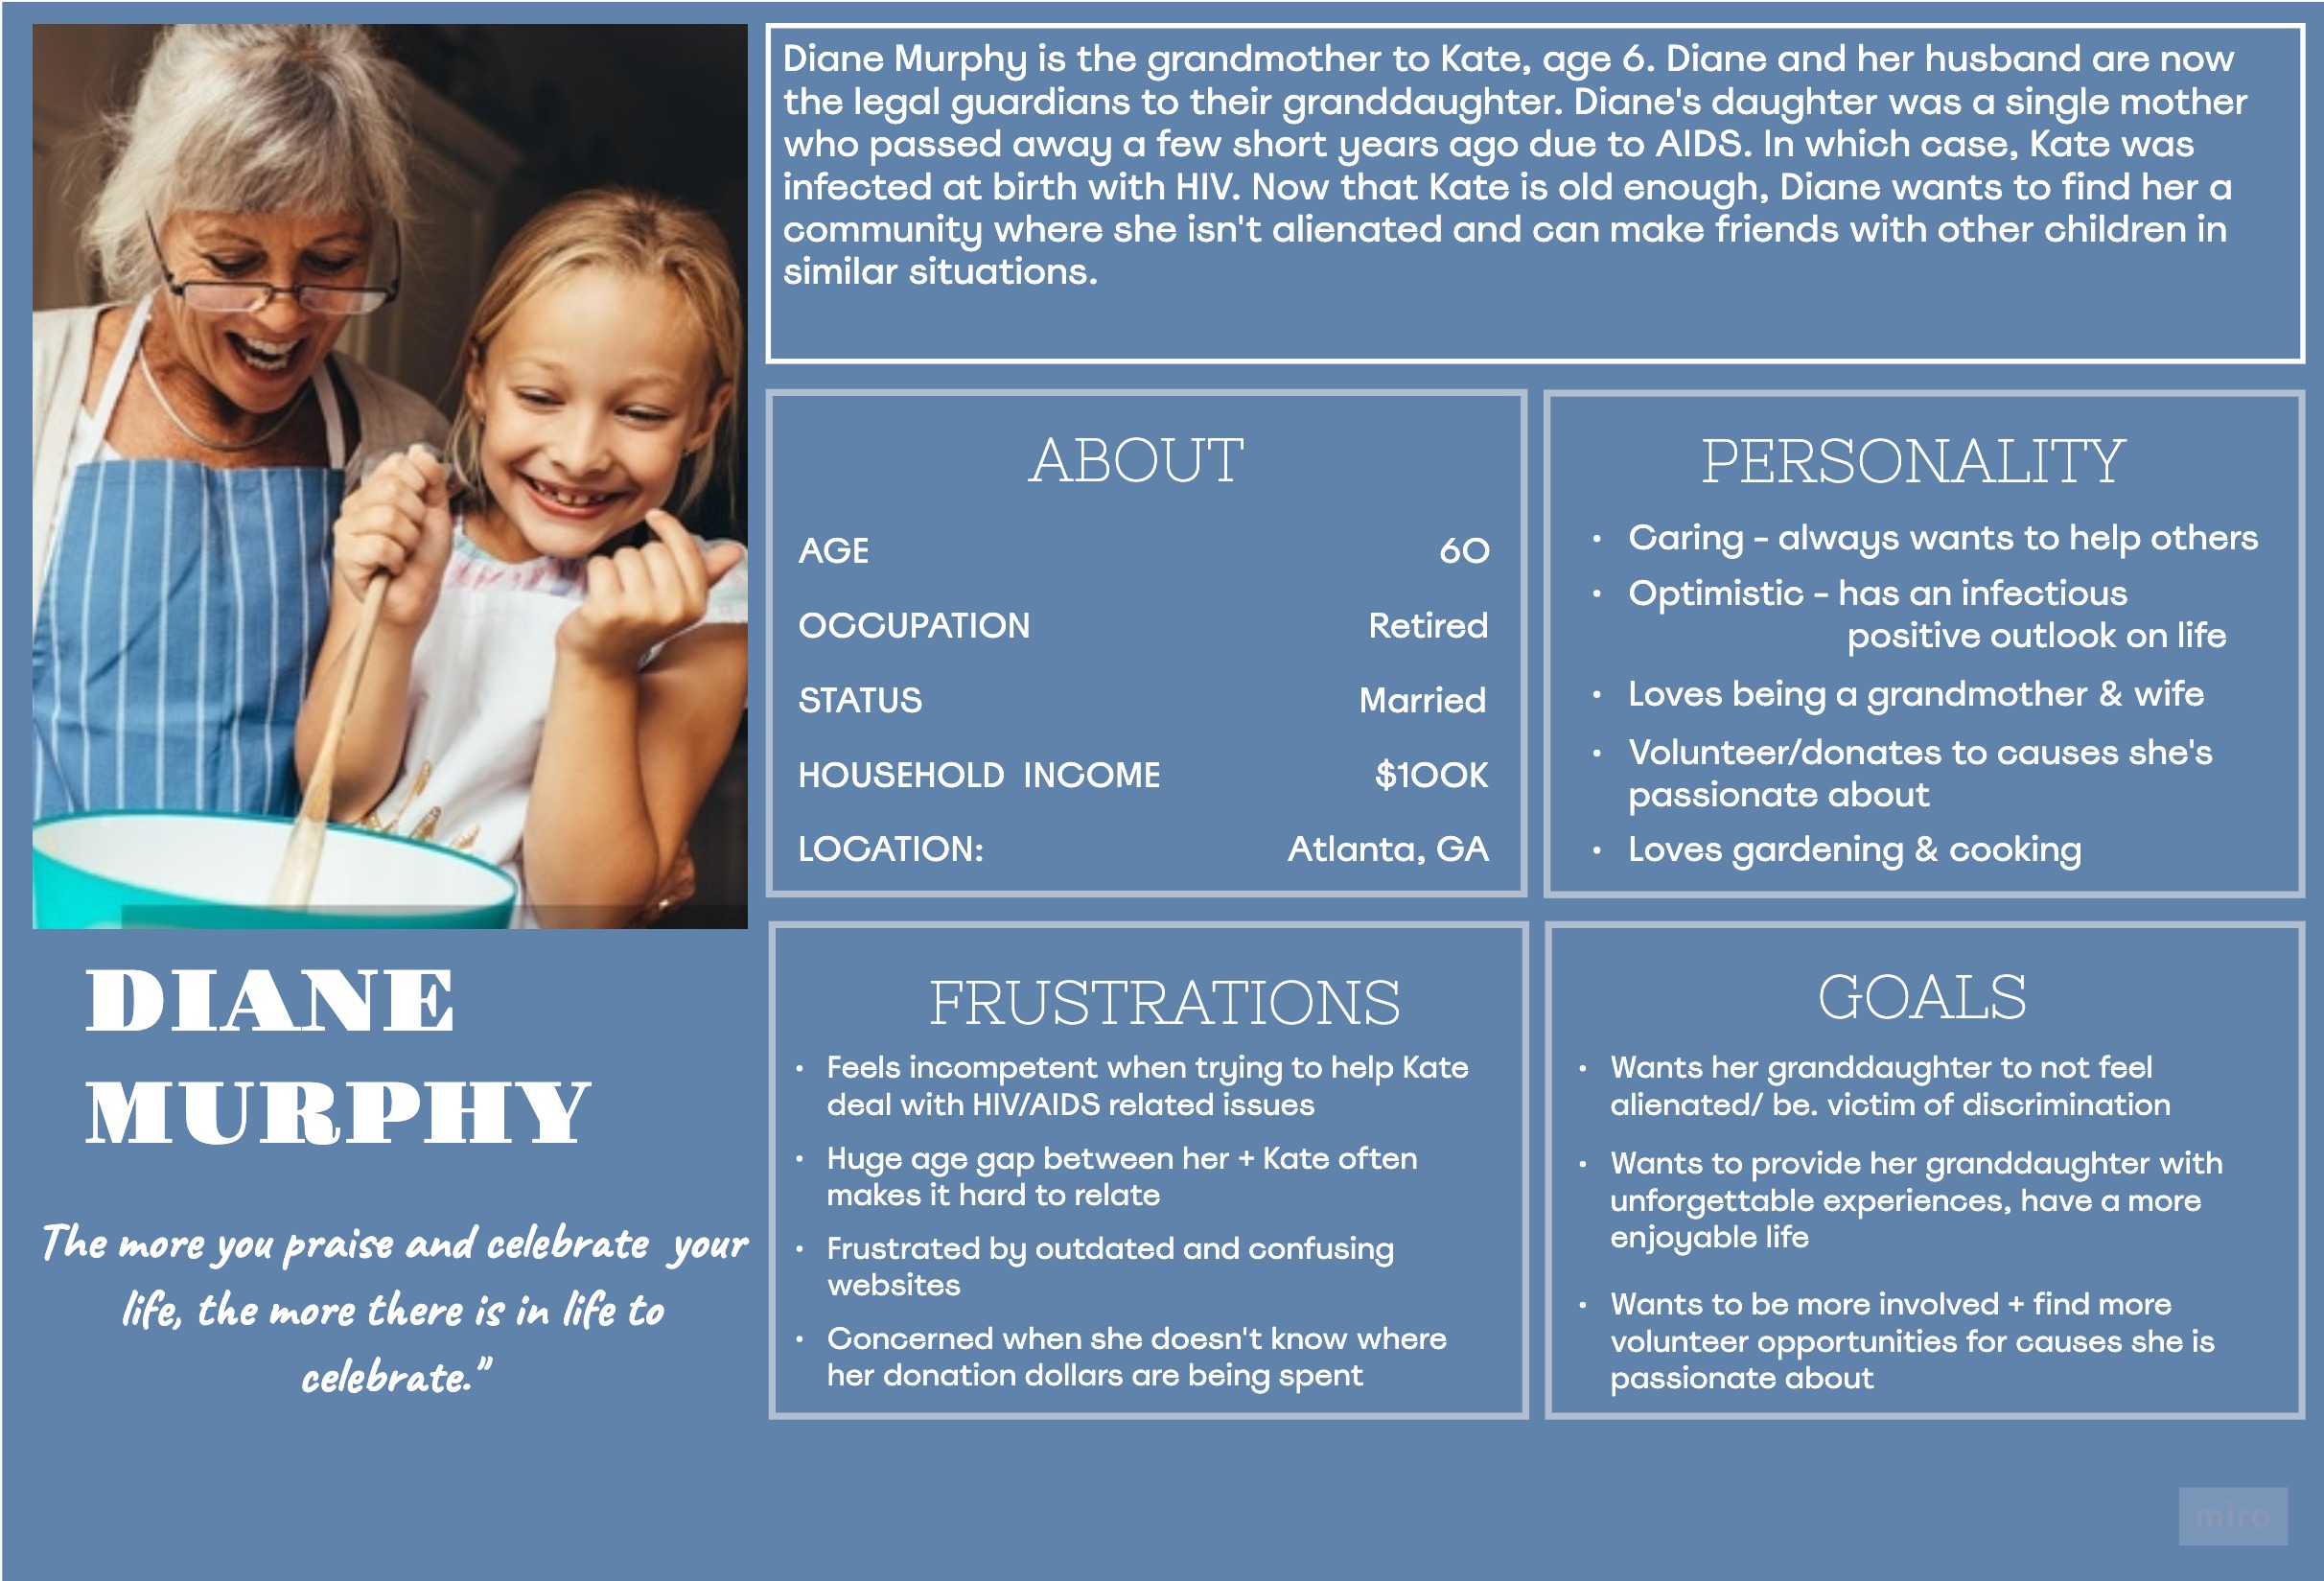 Diane Murphy is the grandmother to Kate, age 6. Diane and her husband are now
the legal guardians to their granddaughter. Diane's daughter was a single mother
who passed away a few short years ago due to AIDS. In which case, Kate was
infected at birth with HIV. Now that Kate is old enough, Diane wants to find her a
community where she isn't alienated and can make friends with other children in
similar situations.
ABOUT
AGE 60
OCCUPATION Retired
STATUS Married
HOUSEHOLD INCOME $100K
LOCATION: Atlanta, GA
PERSONALITY
• Caring - always wants to help others
• Optimistic - has an infectious
positive outlook on life
• Loves being a grandmother & wife
• Volunteer/donates to causes she's
passionate about
• Loves gardening & cooking
DIANE
MURPHY
The more you praise and celebrate your
life, the more there is in life to
celebrate."
FRUSTRATIONS
• Feels incompetent when trying to help Kate
deal with HIV/AIDS related issues
• Huge age gap between her + Kate often
makes it hard to relate
• Frustrated by outdated and confusing
websites
• Concerned when she doesn't know where
her donation dollars are being spent
GOALS
• Wants her granddaughter to not feel
alienated/ be. victim of discrimination
• Wants to provide her granddaughter with
unforgettable experiences, have a more
enjoyable life
• Wants to be more involved + find more
volunteer opportunities for causes she is
passionate about
miro